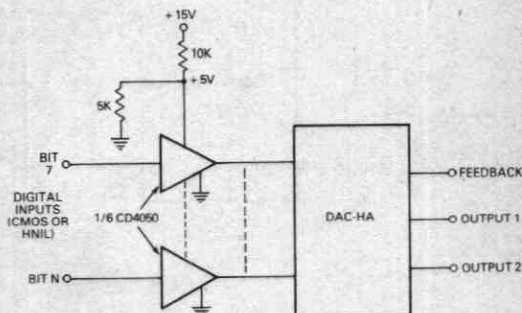 + 15V
10K
+ 5V
5K
BIT
7
DIGITAL
INPUTS
(CMOS OR
HNIL)
1/6 CD4050
BIT N
DAC-HA
FEEDBACK
OUTPUT 1
OUTPUT 2